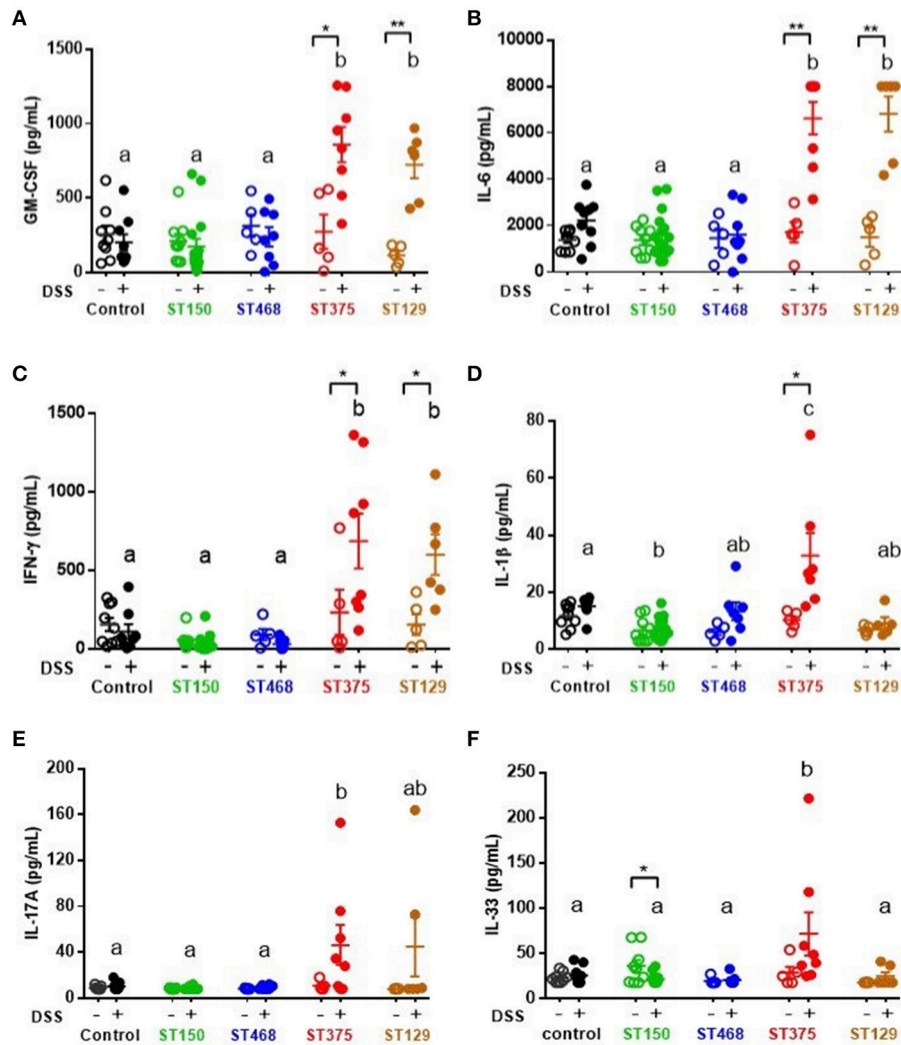 A
1500
1000
500
0
GM-CSF (pg/mL)
a a a * b ** b
DSS - + - + - + - + - +
Control ST150 ST468 ST375 ST129
B
10000
8000
6000
4000
2000
0
IL-6 (pg/mL)
a a a ** b ** b
DSS - + - + - + - + - +
Control ST150 ST468 ST375 ST129
C
1500
1000
500
0
IFN-γ (pg/mL)
a a a * b * b
DSS - + - + - + - + - +
Control ST150 ST468 ST375 ST129
D
80
60
40
20
0
IL-1β (pg/mL)
a b ab * c ab
DSS - + - + - + - + - +
Control ST150 ST468 ST375 ST129
E
200
160
120
80
40
0
IL-17A (pg/mL)
a a a b ab
DSS - + - + - + - + - +
Control ST150 ST468 ST375 ST129
F
250
200
150
100
50
0
IL-33 (pg/mL)
a * a a b a
DSS - + - + - + - + - +
control ST150 ST468 ST375 ST129